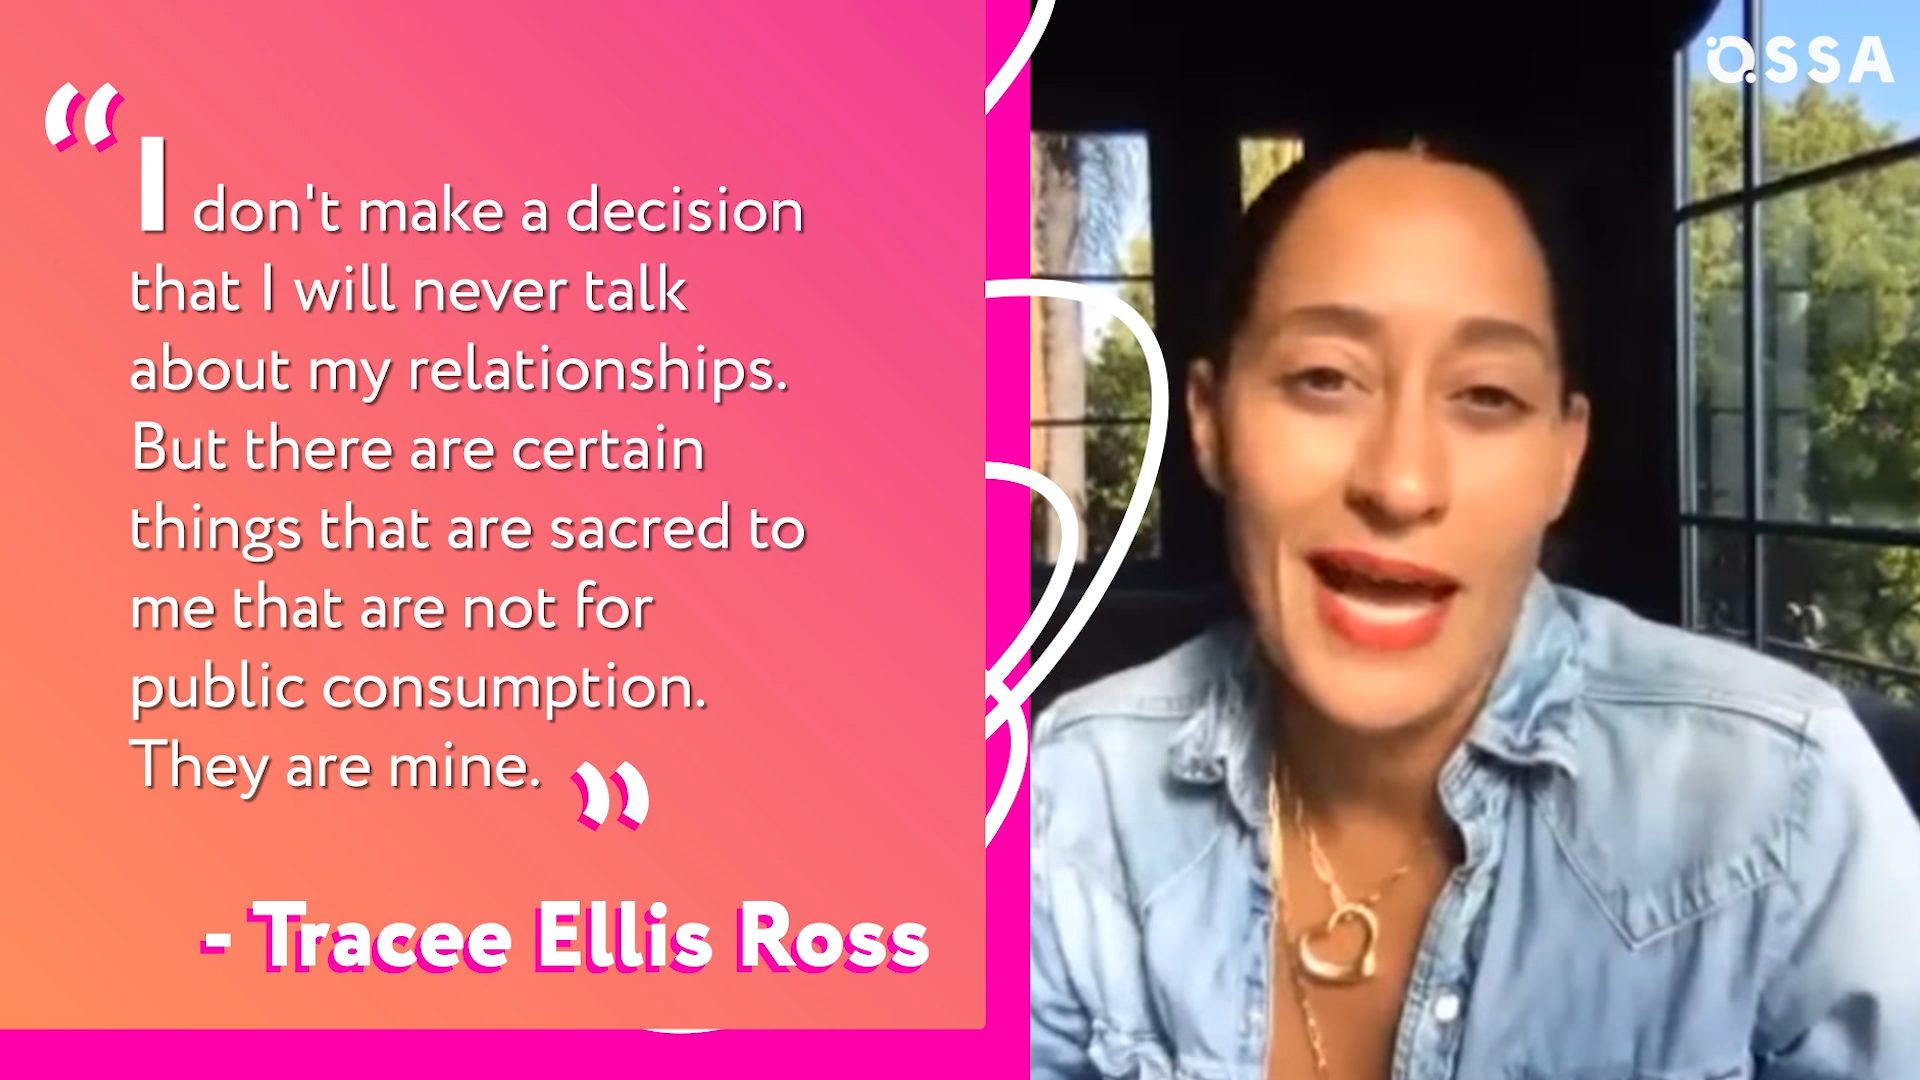 OSSA
“I don't make a decision
that I will never talk
about my relationships.
But there are certain
things that are sacred to
me that are not for
public consumption.
They are mine.”
- Tracee Ellis Ross